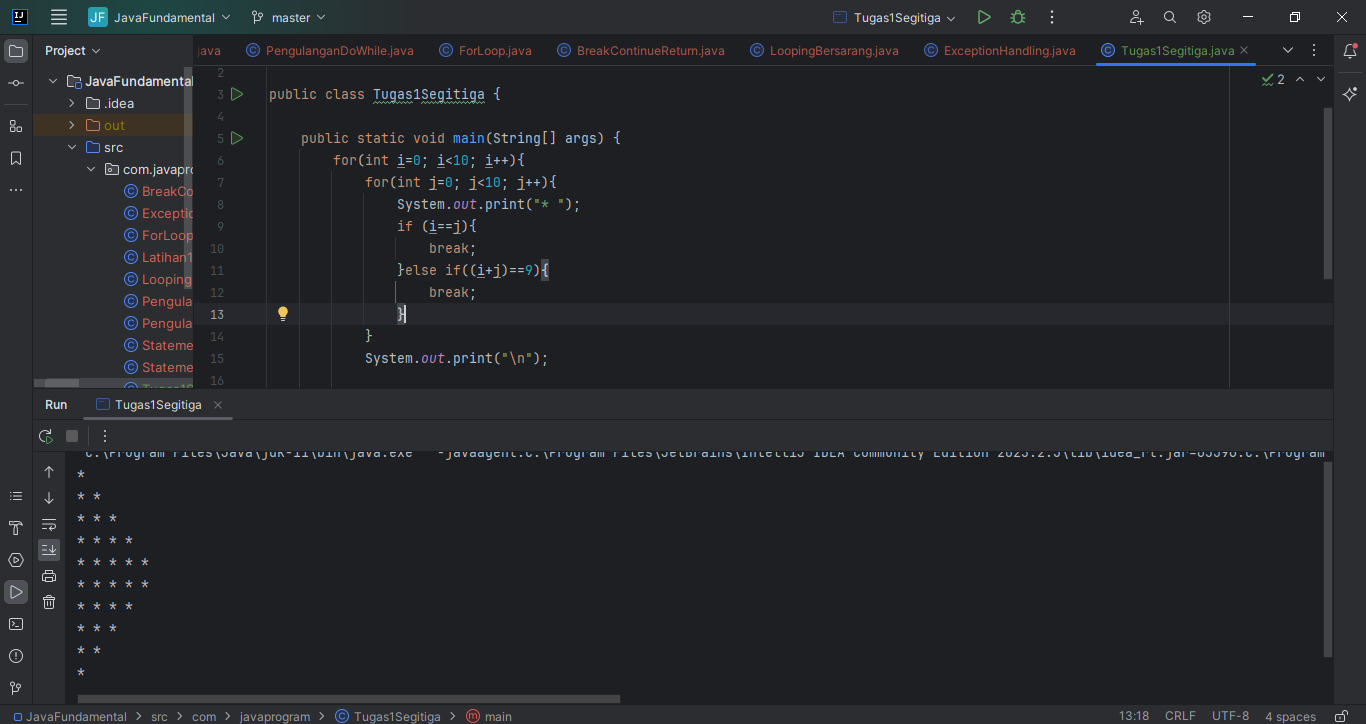 JF JavaFundamental master Tugas1Segitiga
Project
java PengulanganDoWhile.java ForLoop.java BreakContinueReturn.java LoopingBersarang.java ExceptionHandling.java Tugas1Segitiga.java
JavaFundamental
.idea
out
src
com.javapro
BreakCo
Exceptio
ForLoop
Latihan1
Looping
Pengula
Pengula
Stateme
Stateme
2
2
3 public class Tugas1Segitiga {
4
5 public static void main(String[] args) {
6 for(int i=0; i<10; i++){
7 for(int j=0; j<10; j++){
8 System.out.print("* ");
9 if (i==j){
10 break;
11 }else if((i+j)==9){
12 break;
13 }
14 }
15 System.out.print("\n");
16
Run Tugas1Segitiga
*
* *
* * *
* * * *
* * * * *
* * * * *
* * * *
* * *
* *
*
JavaFundamental > src > com > javaprogram > Tugas1Segitiga > main 13:18 CRLF UTF-8 4 spaces